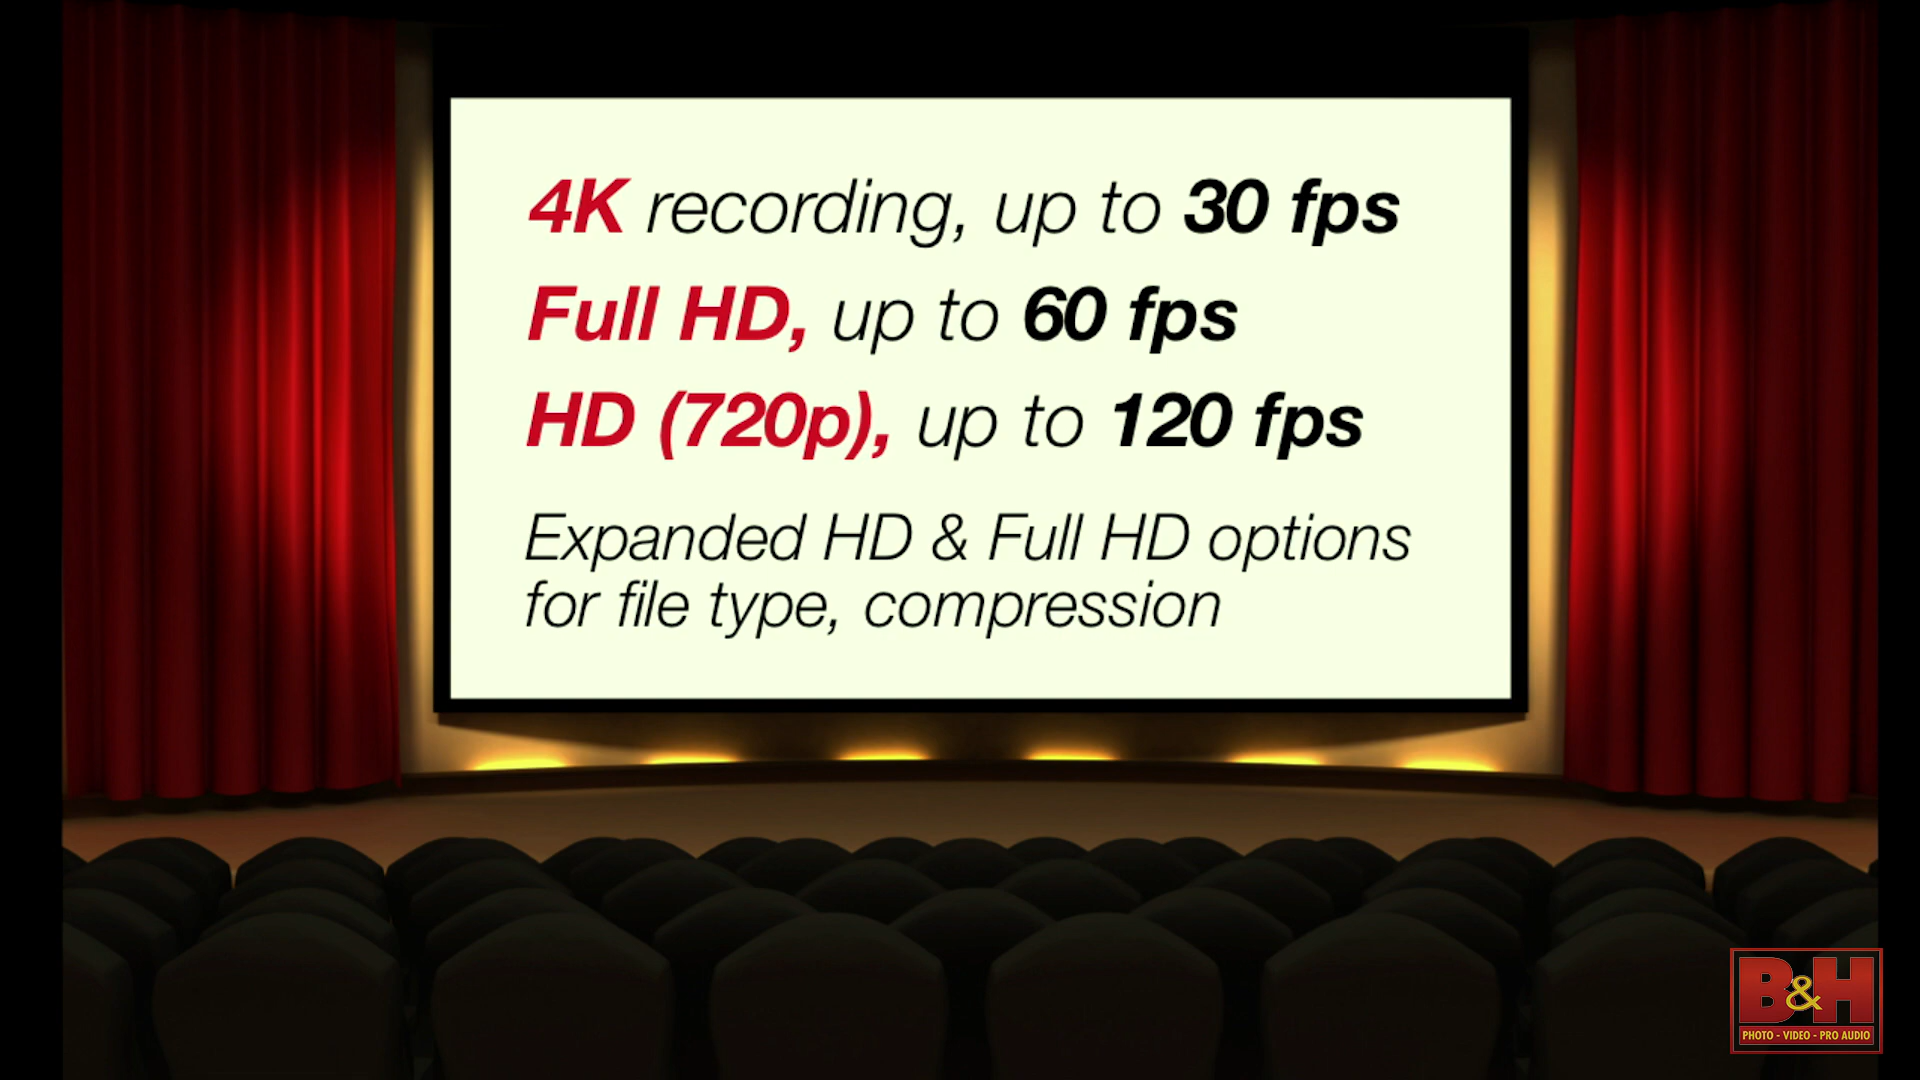 4K recording, up to 30 fps
Full HD, up to 60 fps
HD (720p), up to 120 fps
Expanded HD & Full HD options
for file type, compression
B&H
PHOTO - VIDEO - PRO AUDIO